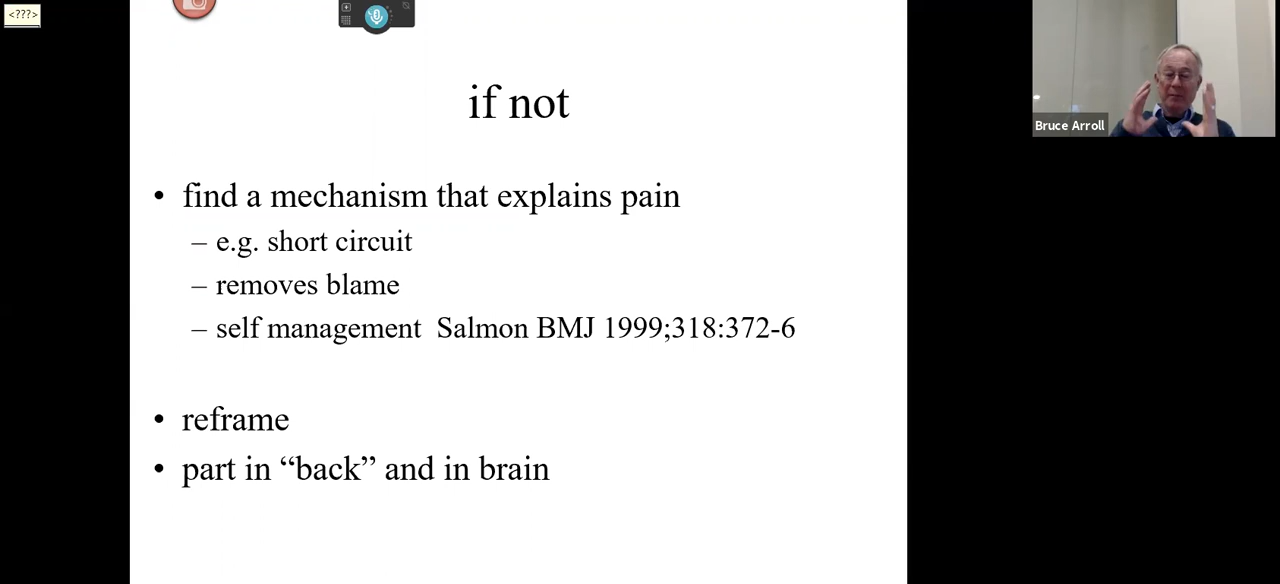 <???>
if not
• find a mechanism that explains pain
– e.g. short circuit
– removes blame
– self management  Salmon BMJ 1999;318:372-6
• reframe
• part in “back” and in brain
Bruce Arroll